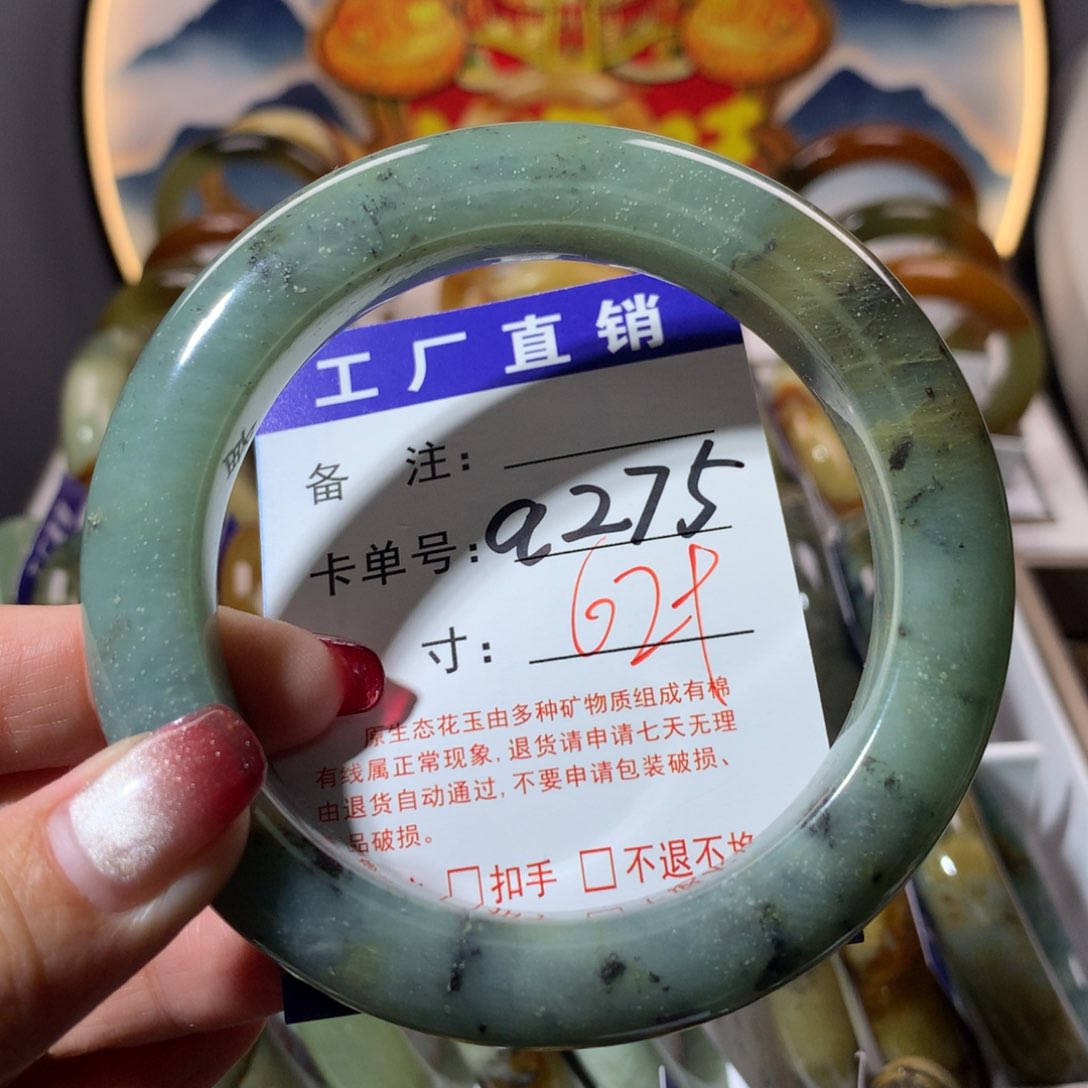 工厂直销
备 注:
卡单号: a275
寸: 62
原生态花玉由多种矿物质组成有棉
有线属正常现象,退货请申请七天无理
由退货自动通过,不要申请包装破损、
品破损。
□扣手 □不退不换